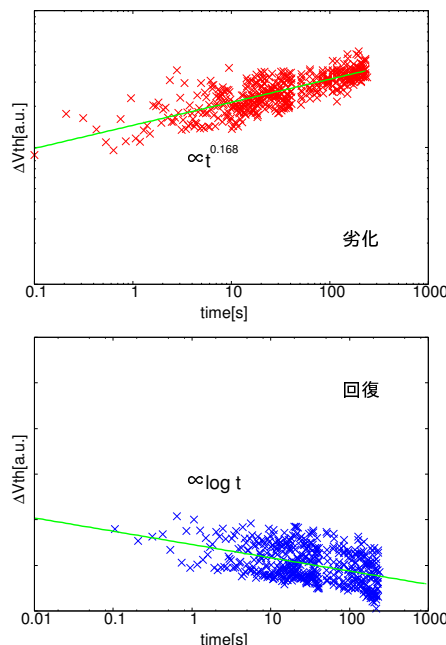 ΔVth[a.u.]
∝t^0.168
劣化
0.1 1 10 100 1000
time[s]
回復
ΔVth[a.u.]
∝log t
0.01 0.1 1 10 100 1000
time[s]